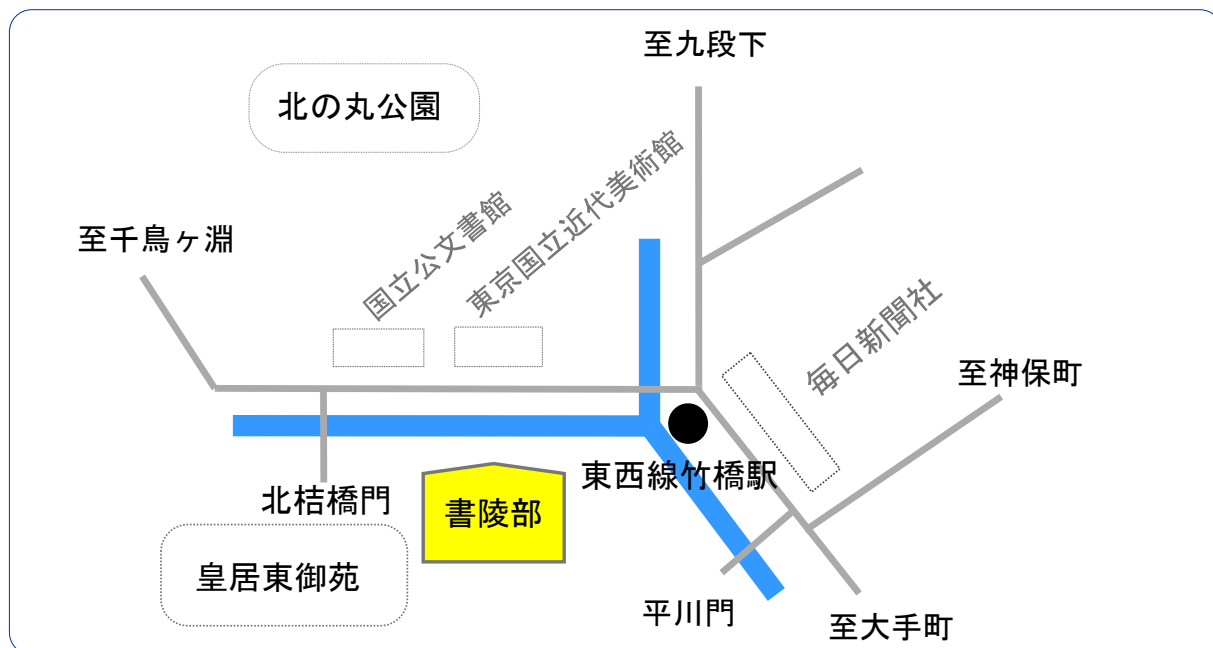 至九段下
北の丸公園
東京国立近代美術館
国立公文書館
至千鳥ヶ淵
毎日新聞社
至神保町
東西線竹橋駅
北桔橋門
書陵部
皇居東御苑
平川門
至大手町